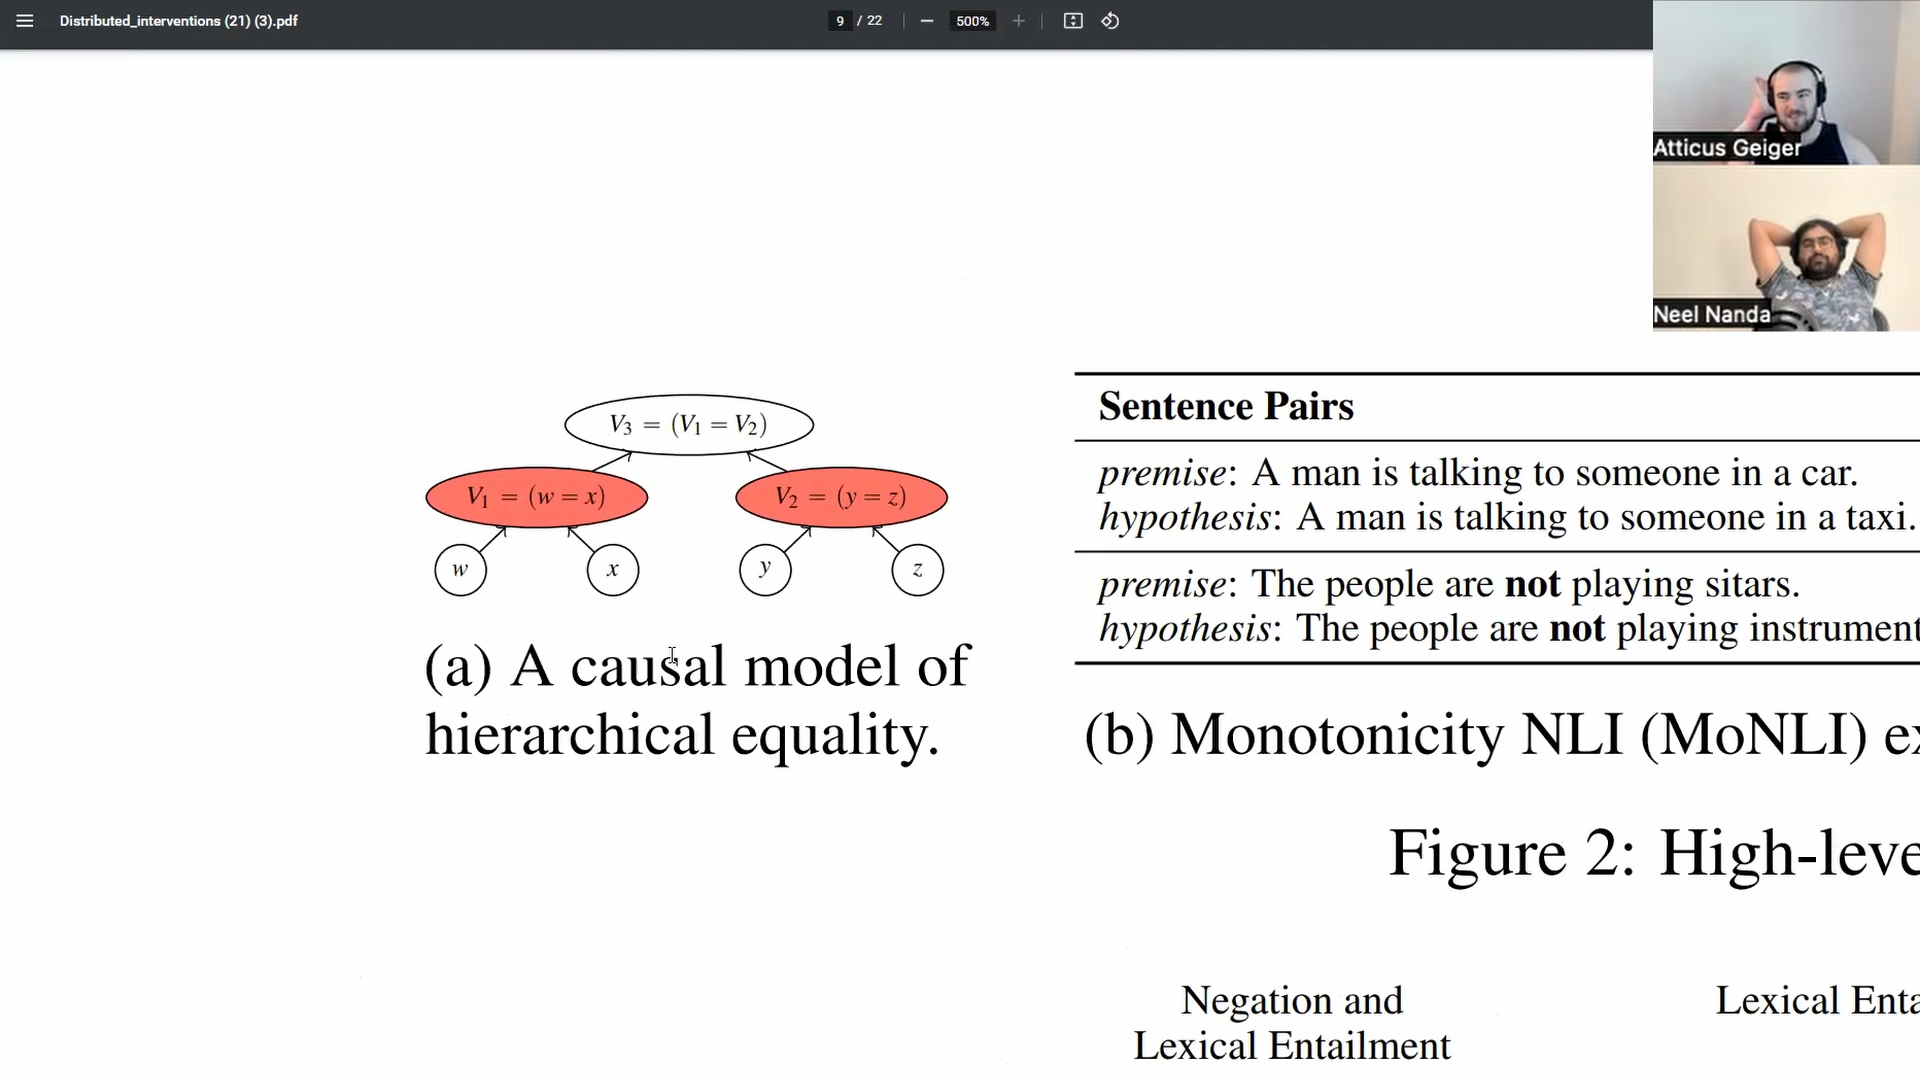 Distributed_interventions (21) (3).pdf
9 / 22
500%
Atticus Geiger
Neel Nanda
V3 = (V1 = V2)
V1 = (w = x)
V2 = (y = z)
w
x
y
z
(a) A causal model of
hierarchical equality.
Sentence Pairs
premise: A man is talking to someone in a car.
hypothesis: A man is talking to someone in a taxi.
premise: The people are not playing sitars.
hypothesis: The people are not playing instrument
(b) Monotonicity NLI (MoNLI) ex
Figure 2: High-leve
Negation and
Lexical Entailment
Lexical Enta